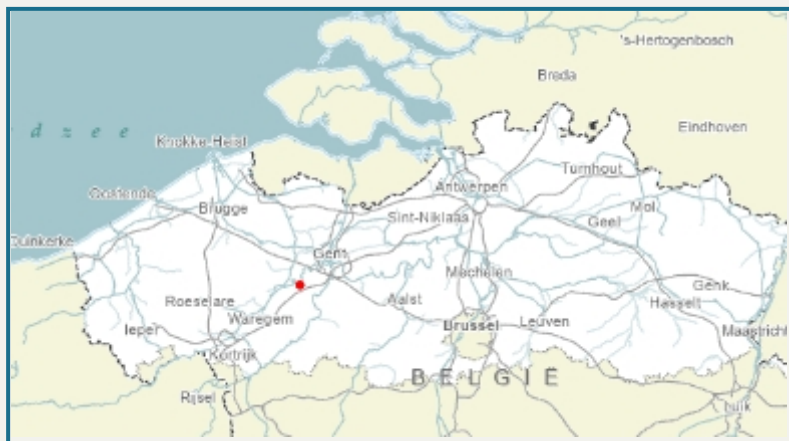 's-Hertogenbosch
Breda
Eindhoven
d z e e
Knokke-Heist
Turnhout
Antwerpen
Oostende
Brugge
Sint-Niklaas
Geel
Mol
Duinkerke
Gent
Mechelen
Genk
Roeselare
Aalst
Hasselt
Ieper
Waregem
Brussel
Leuven
Maastricht
Kortrijk
BELGIË
Rijsel
Luik